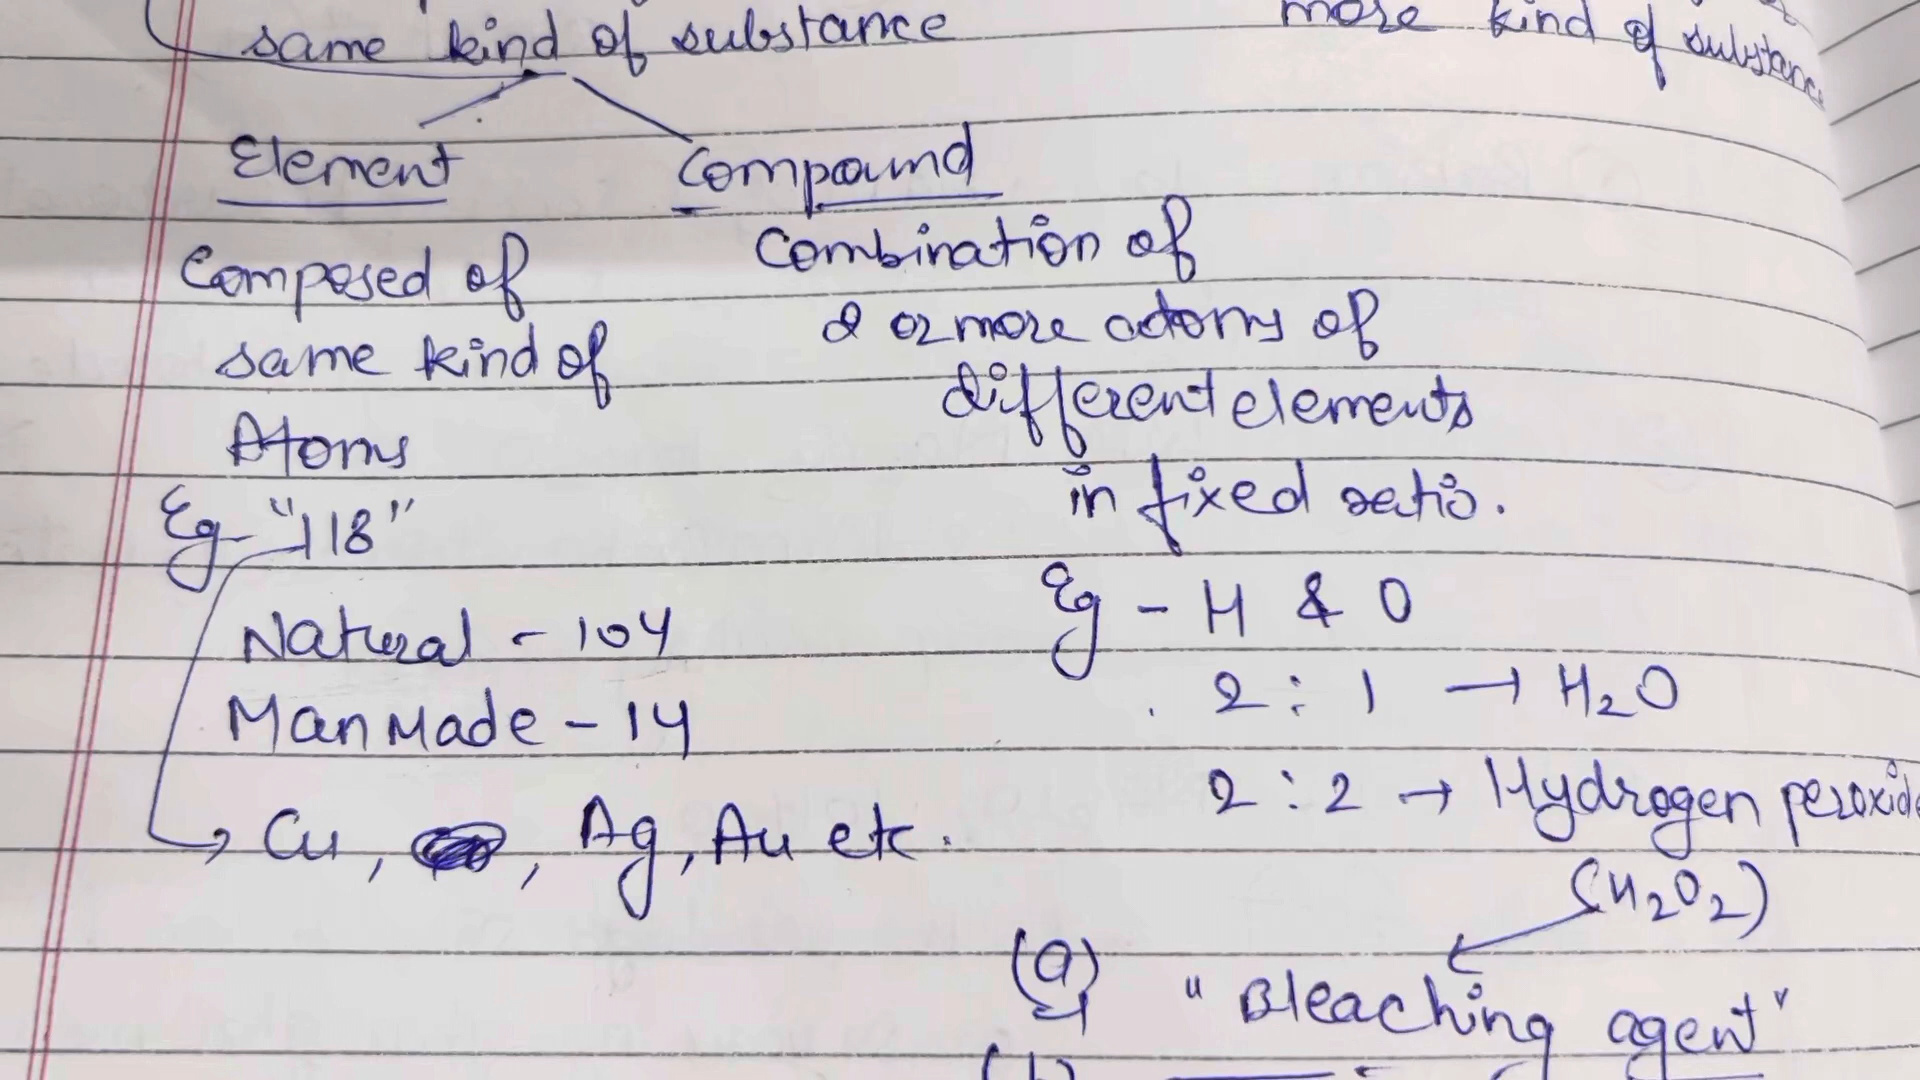 same kind of substance
more kind of substance
Element
Compound
Composed of
same kind of
Atoms
Eg - "118"
Natural - 104
Man Made - 14
Cu, , Ag, Au etc.
Combination of
2 or more atoms of
different elements
in fixed ratio.
Eg - H & O
2 : 1 → H₂O
2 : 2 → Hydrogen peroxide
(H₂O₂)
(a) "Bleaching agent"